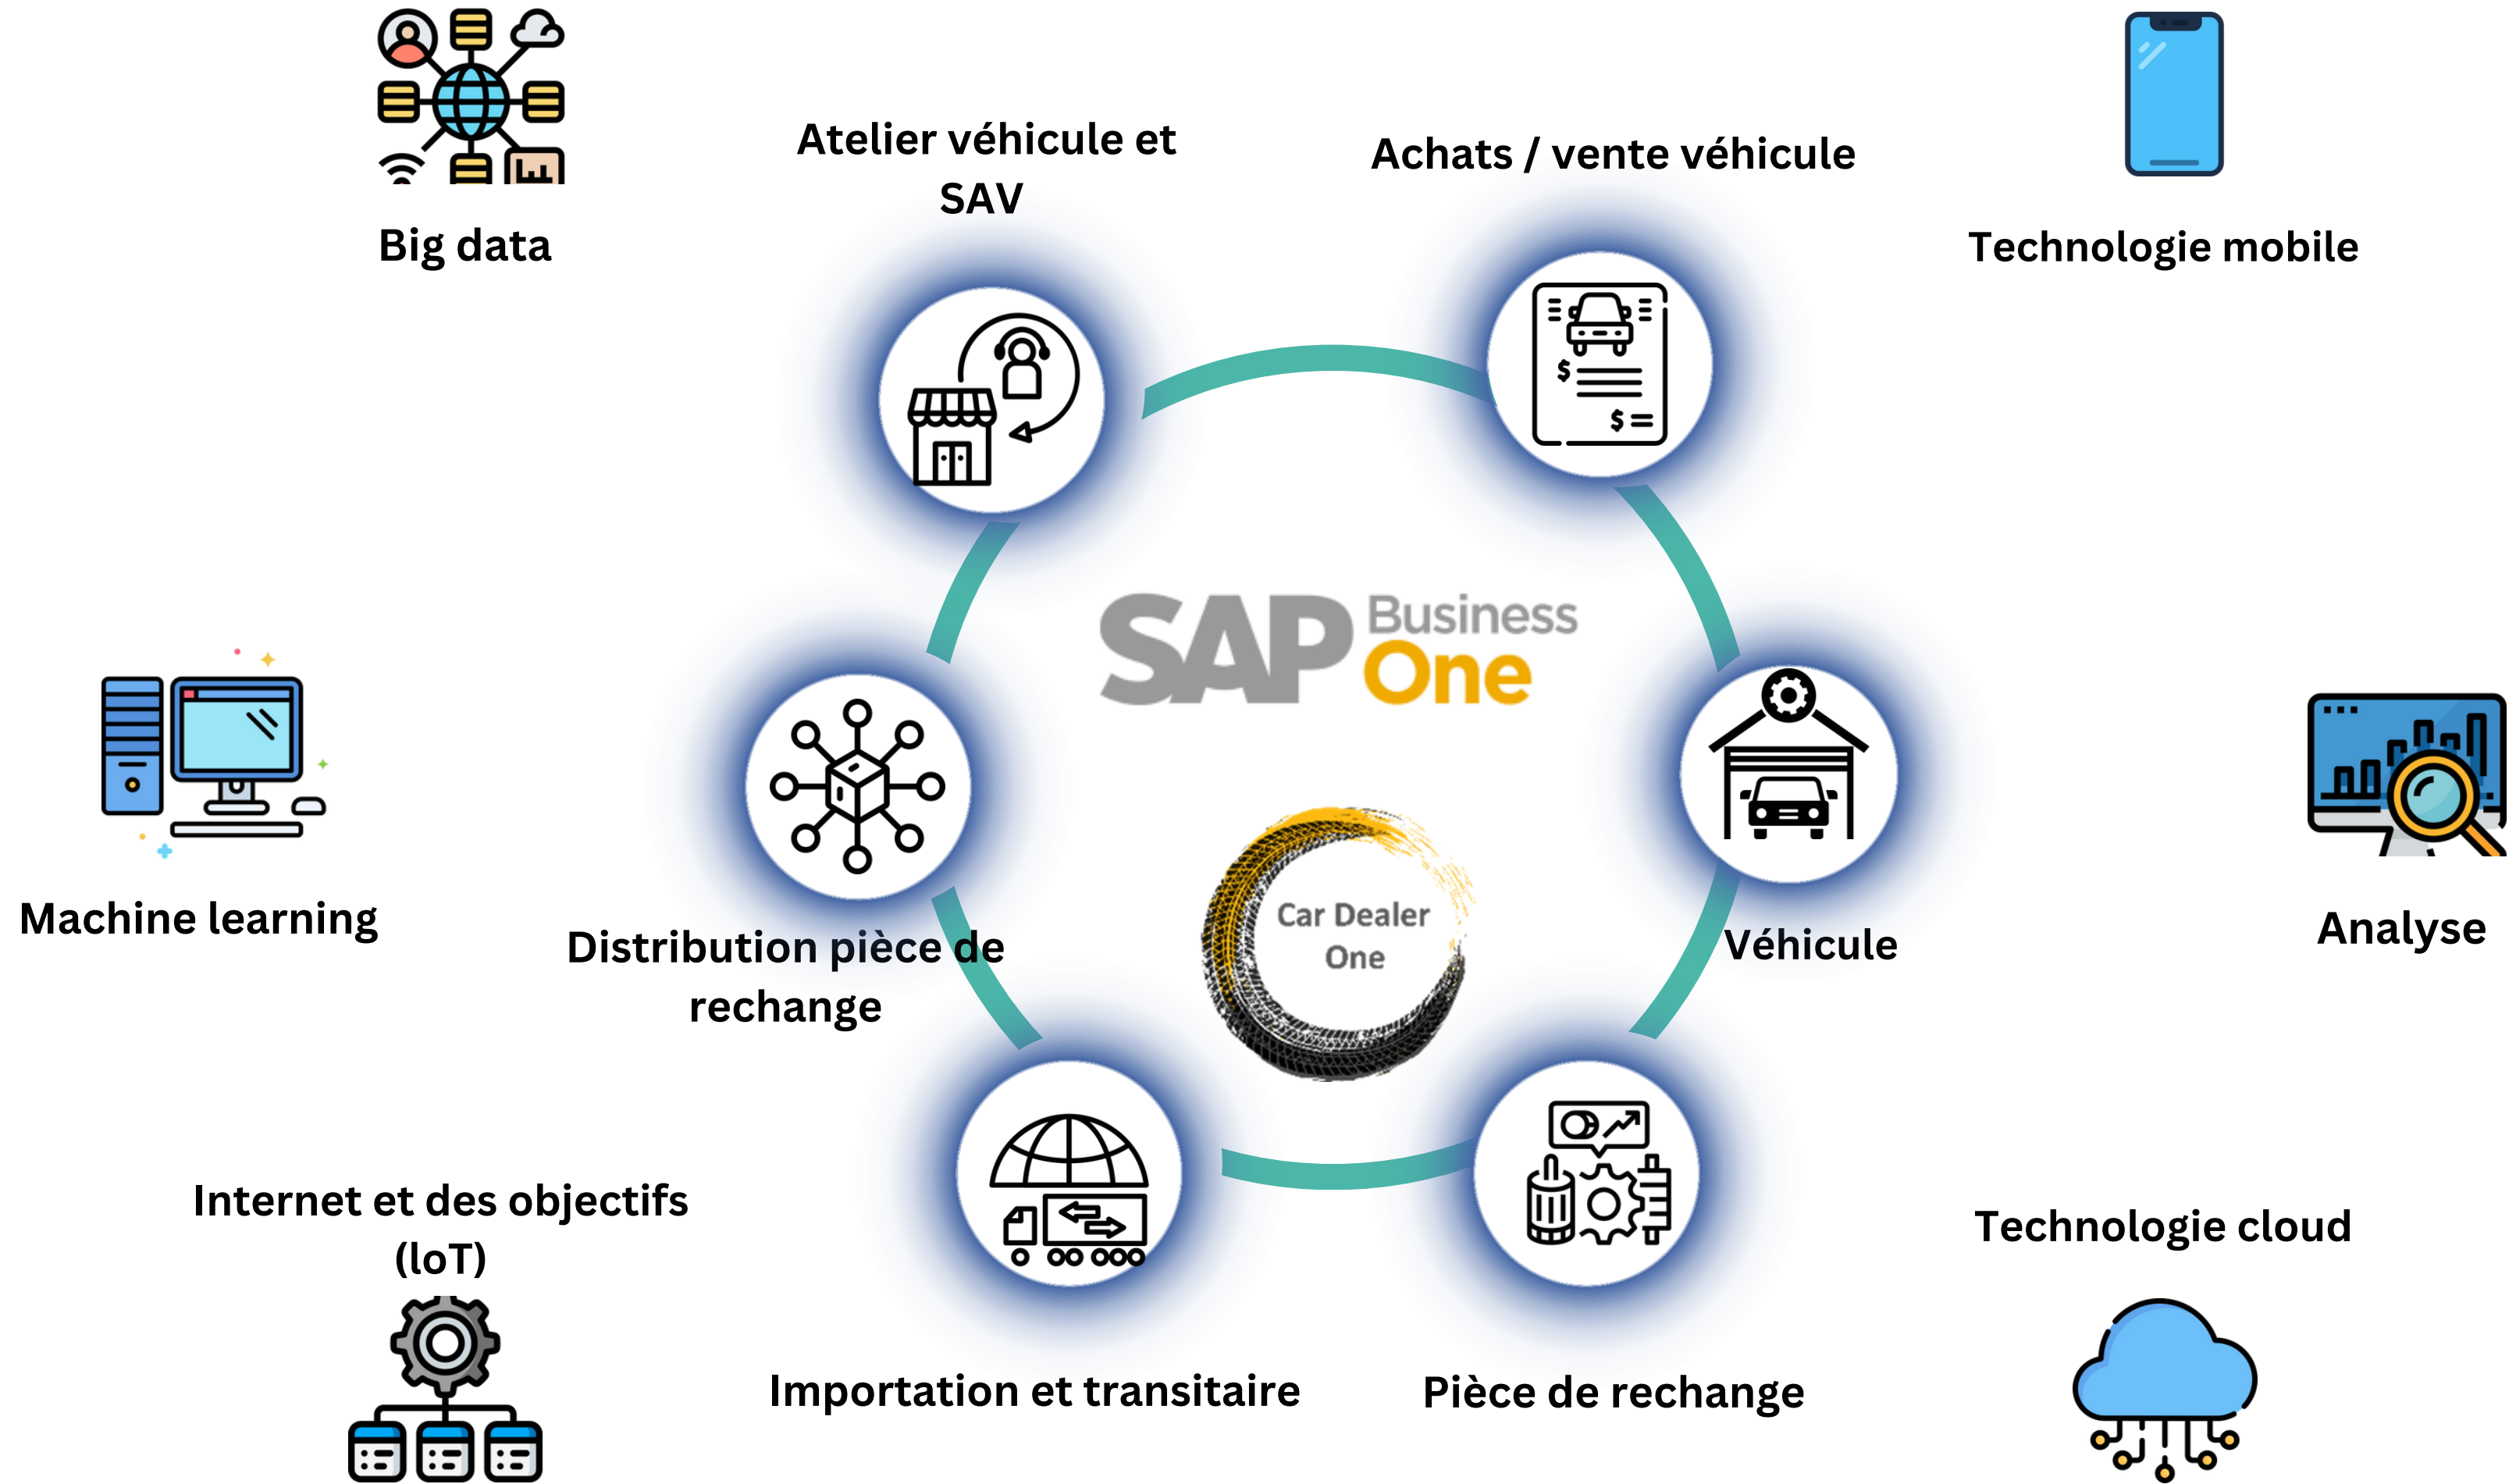 Big data
Atelier véhicule et
SAV
Achats / vente véhicule
Technologie mobile
$
$
SAP Business
One
Machine learning
Distribution pièce de
rechange
Car Dealer
One
Véhicule
Analyse
Internet et des objectifs
(loT)
Technologie cloud
Importation et transitaire
Pièce de rechange